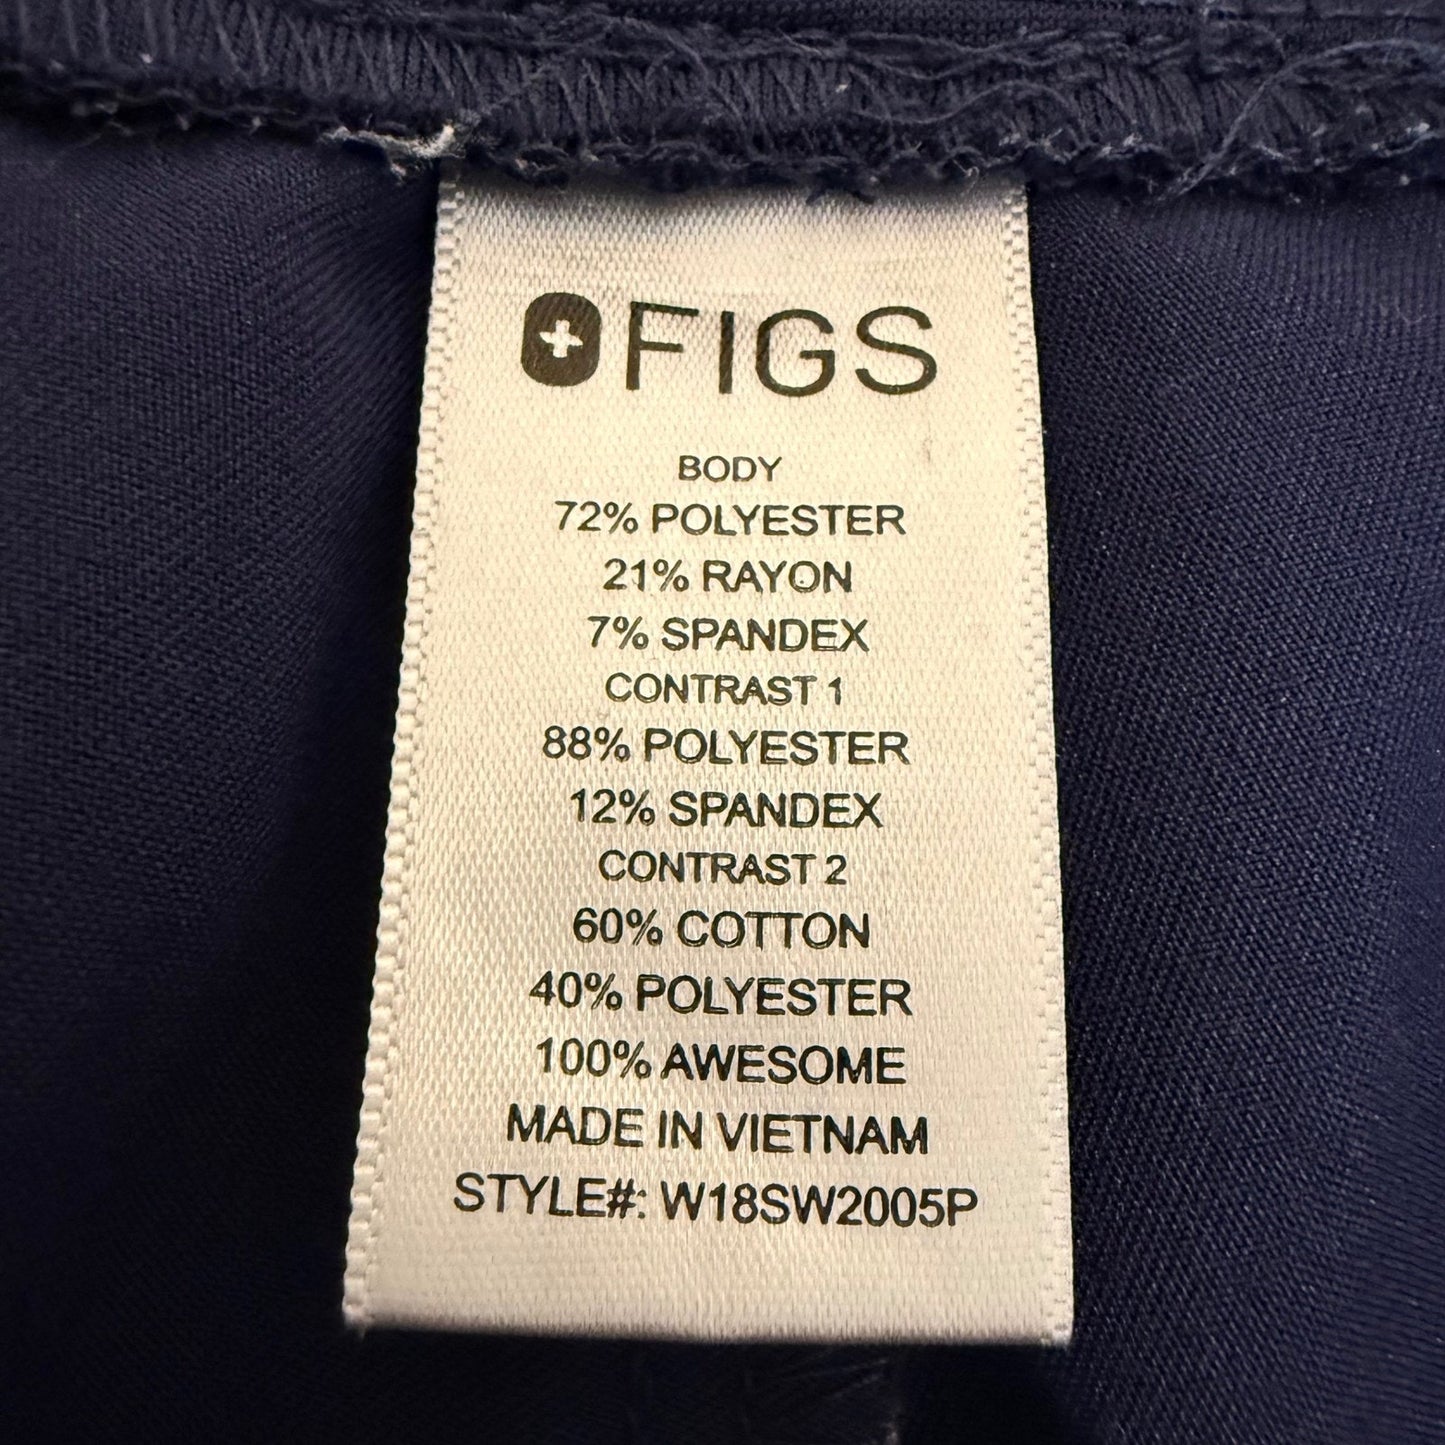 FIGS
BODY
72% POLYESTER
21% RAYON
7% SPANDEX
CONTRAST 1
88% POLYESTER
12% SPANDEX
CONTRAST 2
60% COTTON
40% POLYESTER
100% AWESOME
MADE IN VIETNAM
STYLE#: W18SW2005P